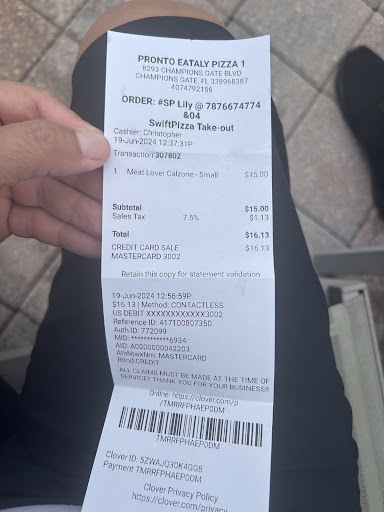 PRONTO EATALY PIZZA 1
8293 CHAMPIONS GATE BLVD
CHAMPIONS GATE, FL 338968387
4074792156
ORDER: #SP Lily @ 7876674774
&04
SwiftPizza Take-out
Cashier: Christopher
19-Jun-2024 12:37:31P
Transaction 307802
1 Meat Lover Calzone - Small $15.00
Subtotal $15.00
Sales Tax 7.5% $1.13
Total $16.13
CREDIT CARD SALE $16.13
MASTERCARD 3002
Retain this copy for statement validation
19-Jun-2024 12:56:59P
$16.13 | Method: CONTACTLESS
US DEBIT XXXXXXXXXXXX3002
Reference ID: 417100807350
Auth ID: 772099
MID: ************6934
AID: A0000000042203
AthNtwkNm: MASTERCARD
RtInd:CREDIT
ALL CLAIMS MUST BE MADE AT THE TIME OF
SERVICE!! THANK YOU FOR YOUR BUSINESS!!
Online: https://clover.com/p
/TMRRFPHAEP0DM
TMRRFPHAEP0DM
Clover ID: 5ZWAJQ30K4GG8
Payment TMRRFPHAEP0DM
Clover Privacy Policy
https://clover.com/privacy